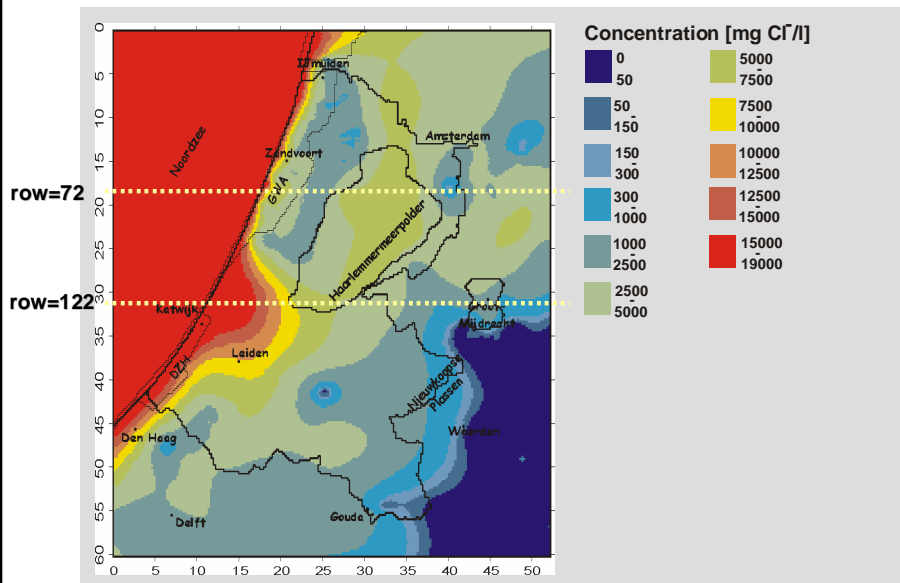 Concentration [mg Cl⁻/l]
0
50
50
-
150
150
-
300
300
-
1000
1000
-
2500
2500
-
5000
5000
-
7500
7500
-
10000
10000
-
12500
12500
-
15000
15000
-
19000
row=72
row=122
0
5
10
15
20
25
30
35
40
45
50
55
60
0
5
10
15
20
25
30
35
40
45
50
IJmuiden
Noordzee
Amsterdam
Zandvoort
GWA
Haarlemmermeerpolder
Katwijk
Groot
Mijdrecht
Leiden
DZH
Nieuwkoopse
Plassen
Den Haag
Woerden
Gouda
Delft